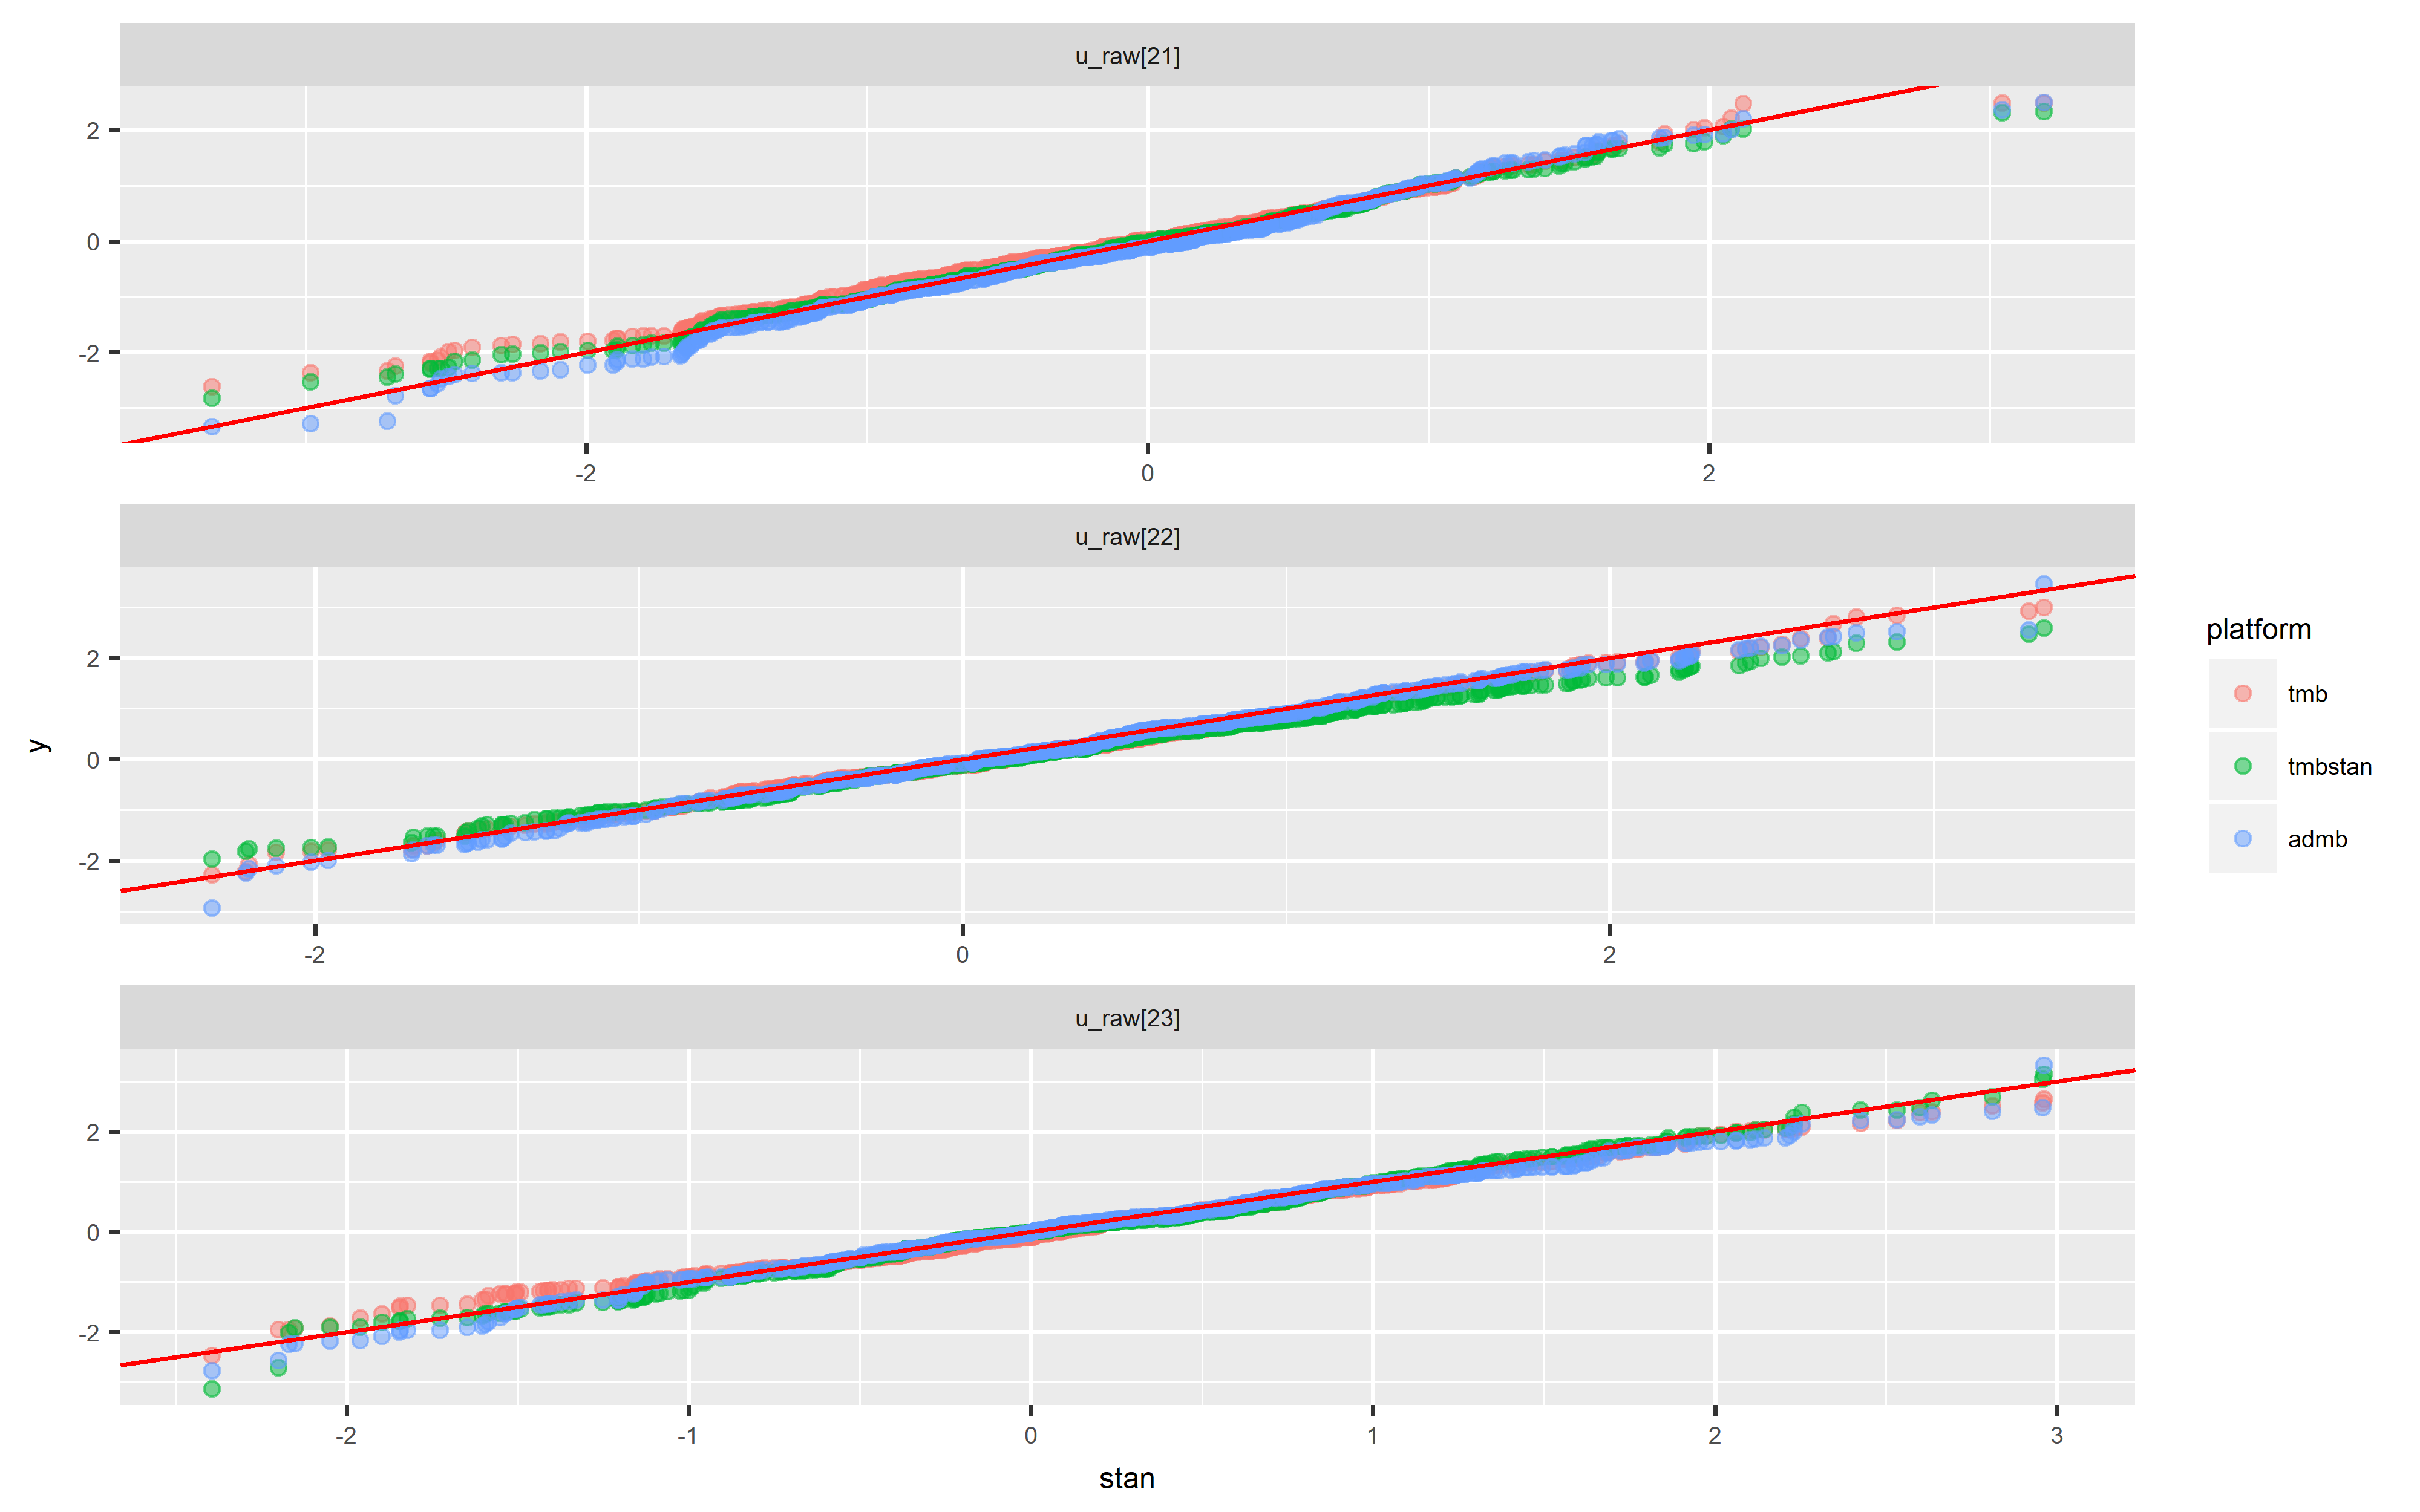 u_raw[21]
2
0
-2
-2 0 2
u_raw[22]
2
0
-2
-2 0 2
u_raw[23]
2
0
-2
-2 -1 0 1 2 3
stan
y
platform
tmb
tmbstan
admb